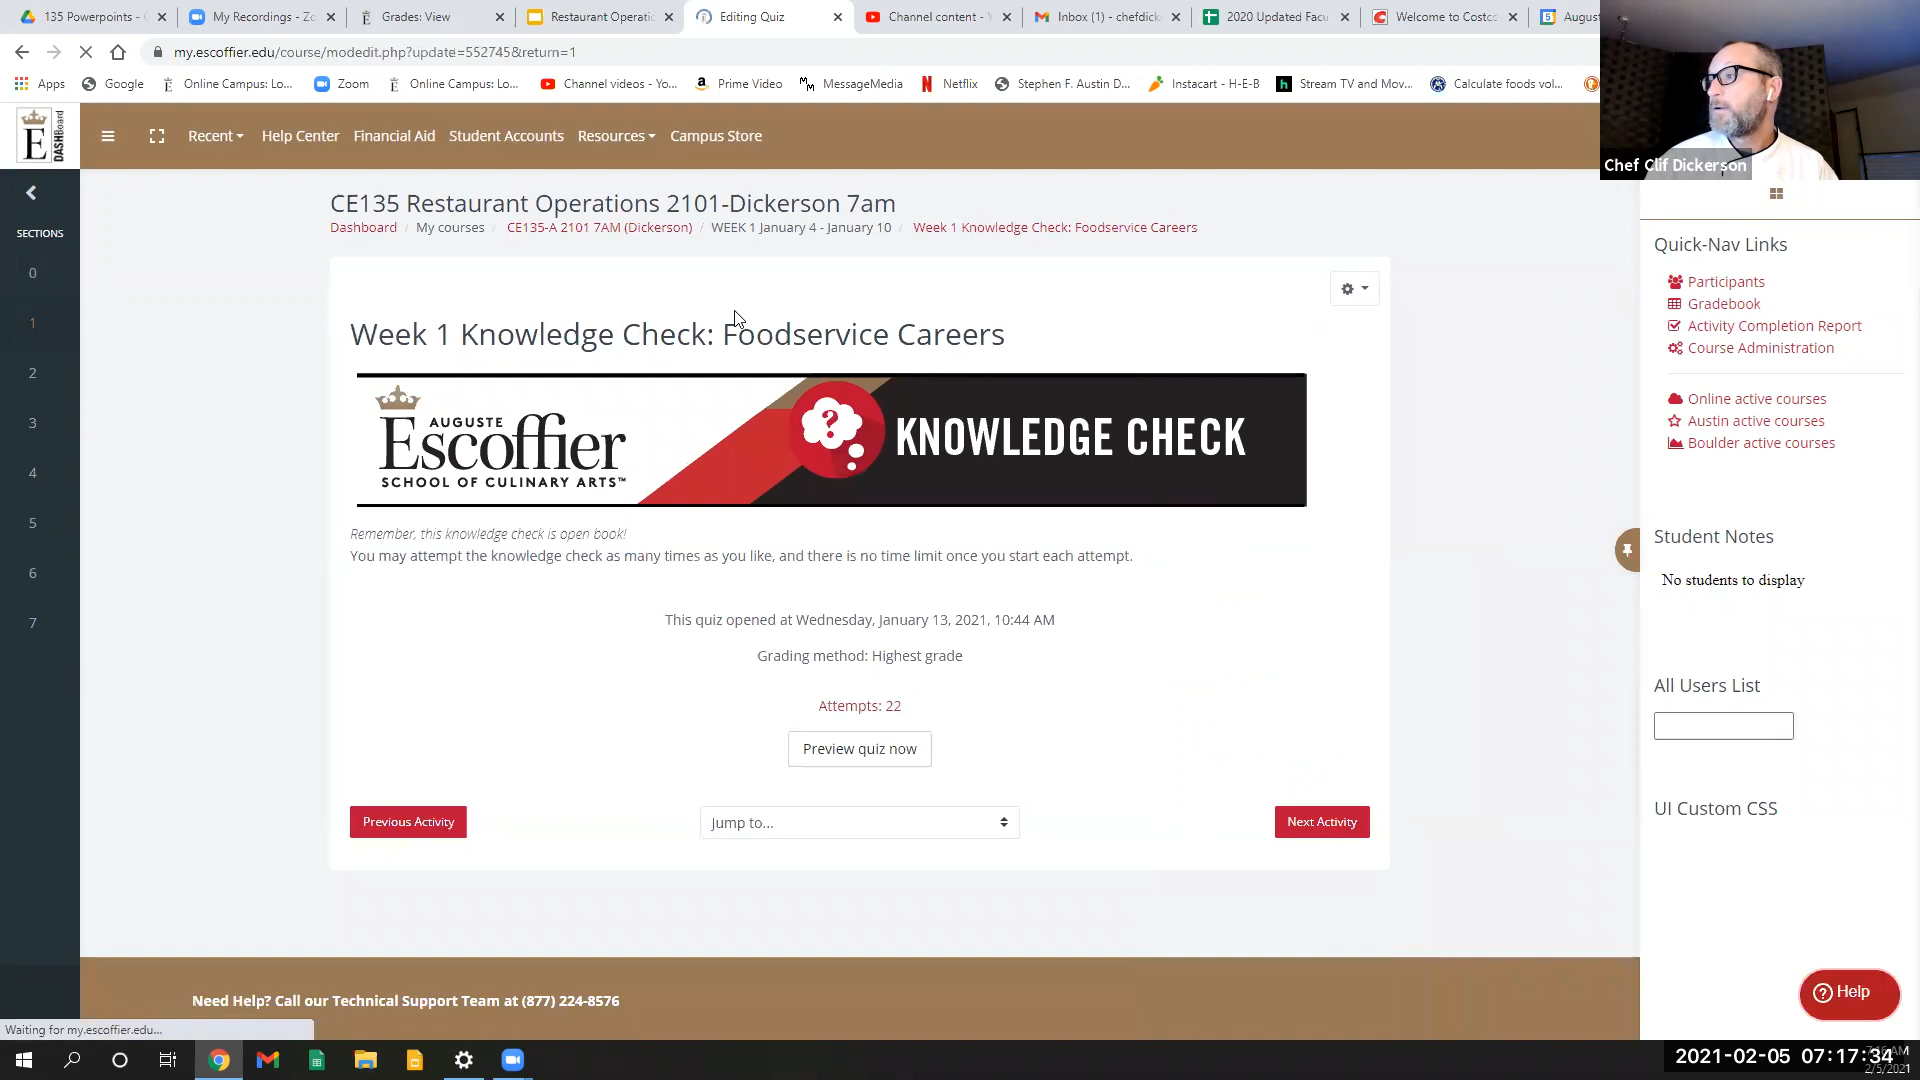 135 Powerpoints - G
My Recordings - Zo
Grades: View
Restaurant Operatio
Editing Quiz
Channel content - Y
Inbox (1) - chefdick
2020 Updated Facu
Welcome to Costco
August
my.escoffier.edu/course/modedit.php?update=552745&return=1
Apps
Google
Online Campus: Lo...
Zoom
Online Campus: Lo...
Channel videos - Yo...
Prime Video
MessageMedia
Netflix
Stephen F. Austin D...
Instacart - H-E-B
Stream TV and Mov...
Calculate foods vol...
E DASHBoard
Recent
Help Center
Financial Aid
Student Accounts
Resources
Campus Store
Chef Clif Dickerson
SECTIONS
0
1
2
3
4
5
6
7
CE135 Restaurant Operations 2101-Dickerson 7am
Dashboard / My courses / CE135-A 2101 7AM (Dickerson) / WEEK 1 January 4 - January 10 / Week 1 Knowledge Check: Foodservice Careers
Week 1 Knowledge Check: Foodservice Careers
AUGUSTE
Escoffier
SCHOOL OF CULINARY ARTS™
?
KNOWLEDGE CHECK
Remember, this knowledge check is open book!
You may attempt the knowledge check as many times as you like, and there is no time limit once you start each attempt.
This quiz opened at Wednesday, January 13, 2021, 10:44 AM
Grading method: Highest grade
Attempts: 22
Preview quiz now
Previous Activity
Jump to...
Next Activity
Quick-Nav Links
Participants
Gradebook
Activity Completion Report
Course Administration
Online active courses
Austin active courses
Boulder active courses
Student Notes
No students to display
All Users List
UI Custom CSS
Need Help? Call our Technical Support Team at (877) 224-8576
Help
Waiting for my.escoffier.edu...
2021-02-05 07:17:34
2/5/2021